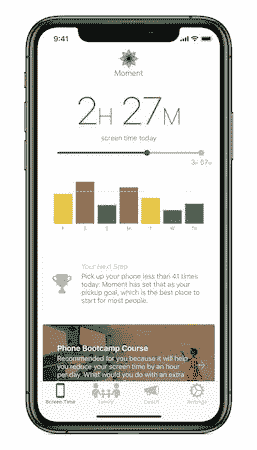 9:41
Moment
2H 27M
screen time today
3h 07m
F S S M T W Th
Your Next Step
Pick up your phone less than 41 times
today. Moment has set that as your
pickup goal, which is the best place to
start for most people.
Phone Bootcamp Course
Recommended for you because it will help
you reduce your screen time by an hour
per day. What would you do with an extra
Screen Time Family Coach Settings